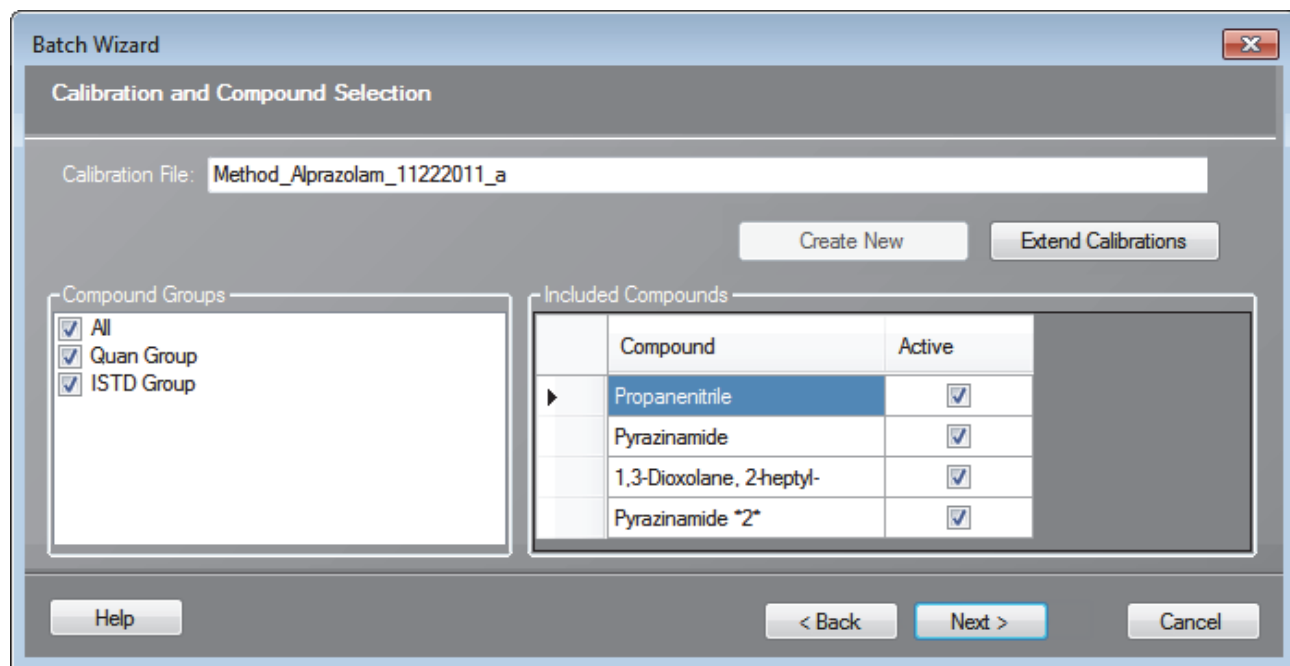 Batch Wizard
Calibration and Compound Selection
Calibration File: Method_Alprazolam_11222011_a
Create New Extend Calibrations
Compound Groups
All
Quan Group
ISTD Group
Included Compounds
Compound Active
Propanenitrile
Pyrazinamide
1,3-Dioxolane, 2-heptyl-
Pyrazinamide *2*
Help < Back Next > Cancel